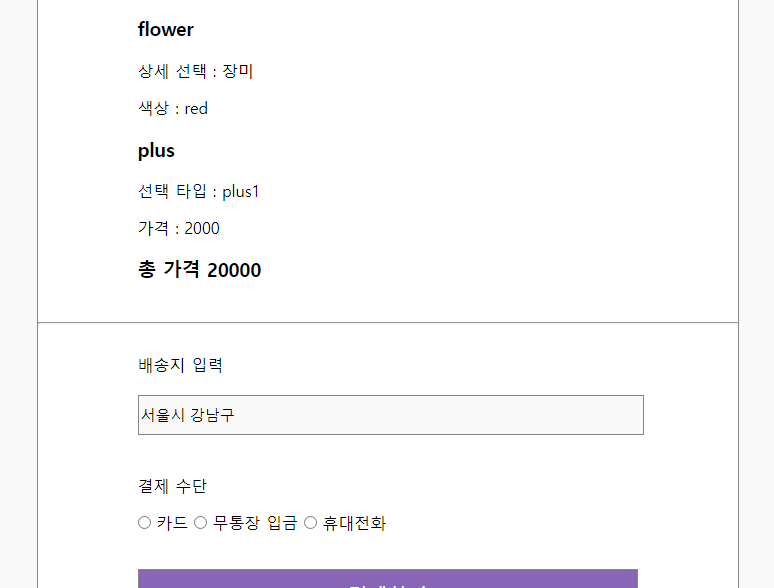 flower
상세 선택 : 장미
색상 : red
plus
선택 타입 : plus1
가격 : 2000
총 가격 20000
배송지 입력
서울시 강남구
결제 수단
카드 무통장 입금 휴대전화